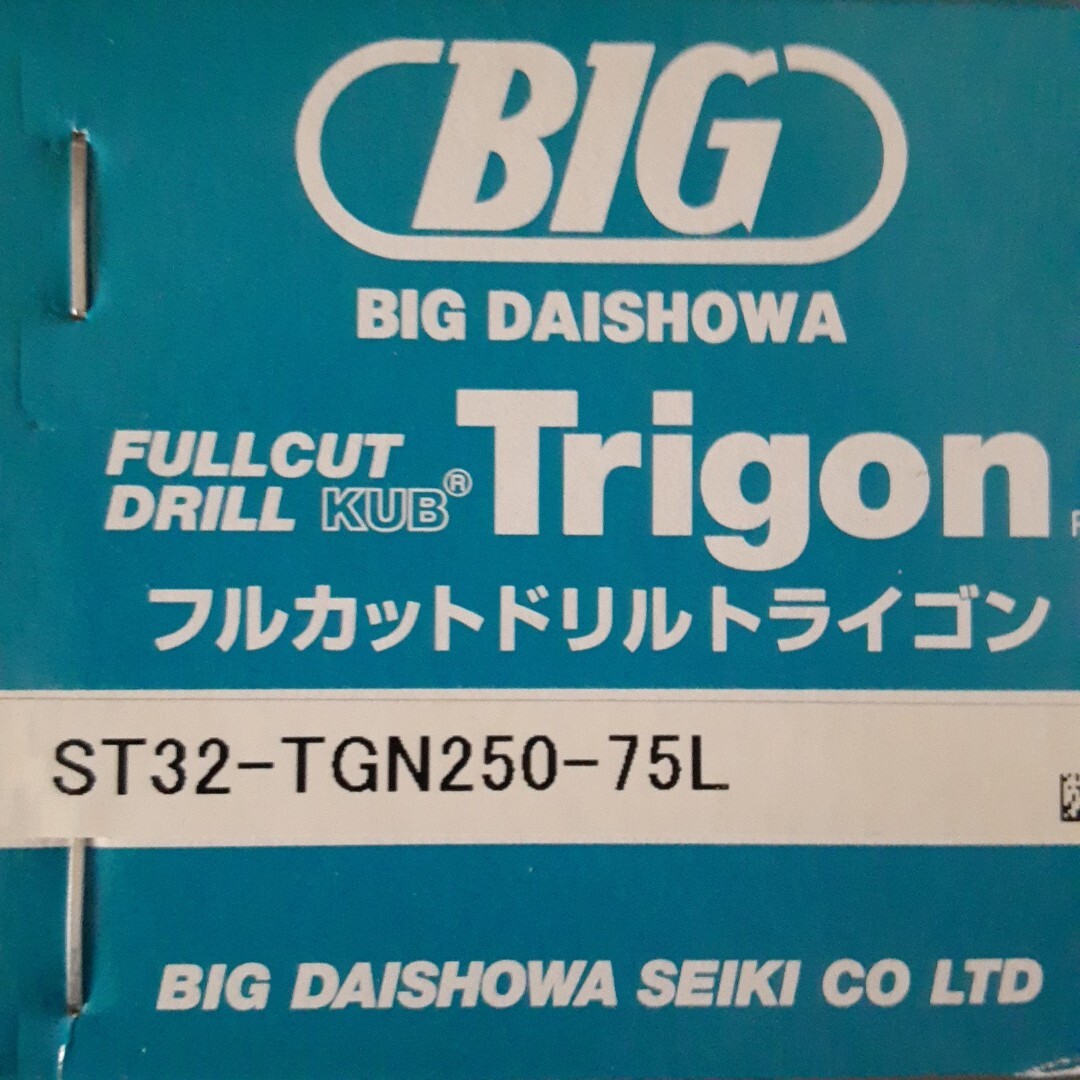 BIG
BIG DAISHOWA
FULLCUT
DRILL KUB® Trigon
フルカットドリルトライゴン
ST32-TGN250-75L
BIG DAISHOWA SEIKI CO LTD